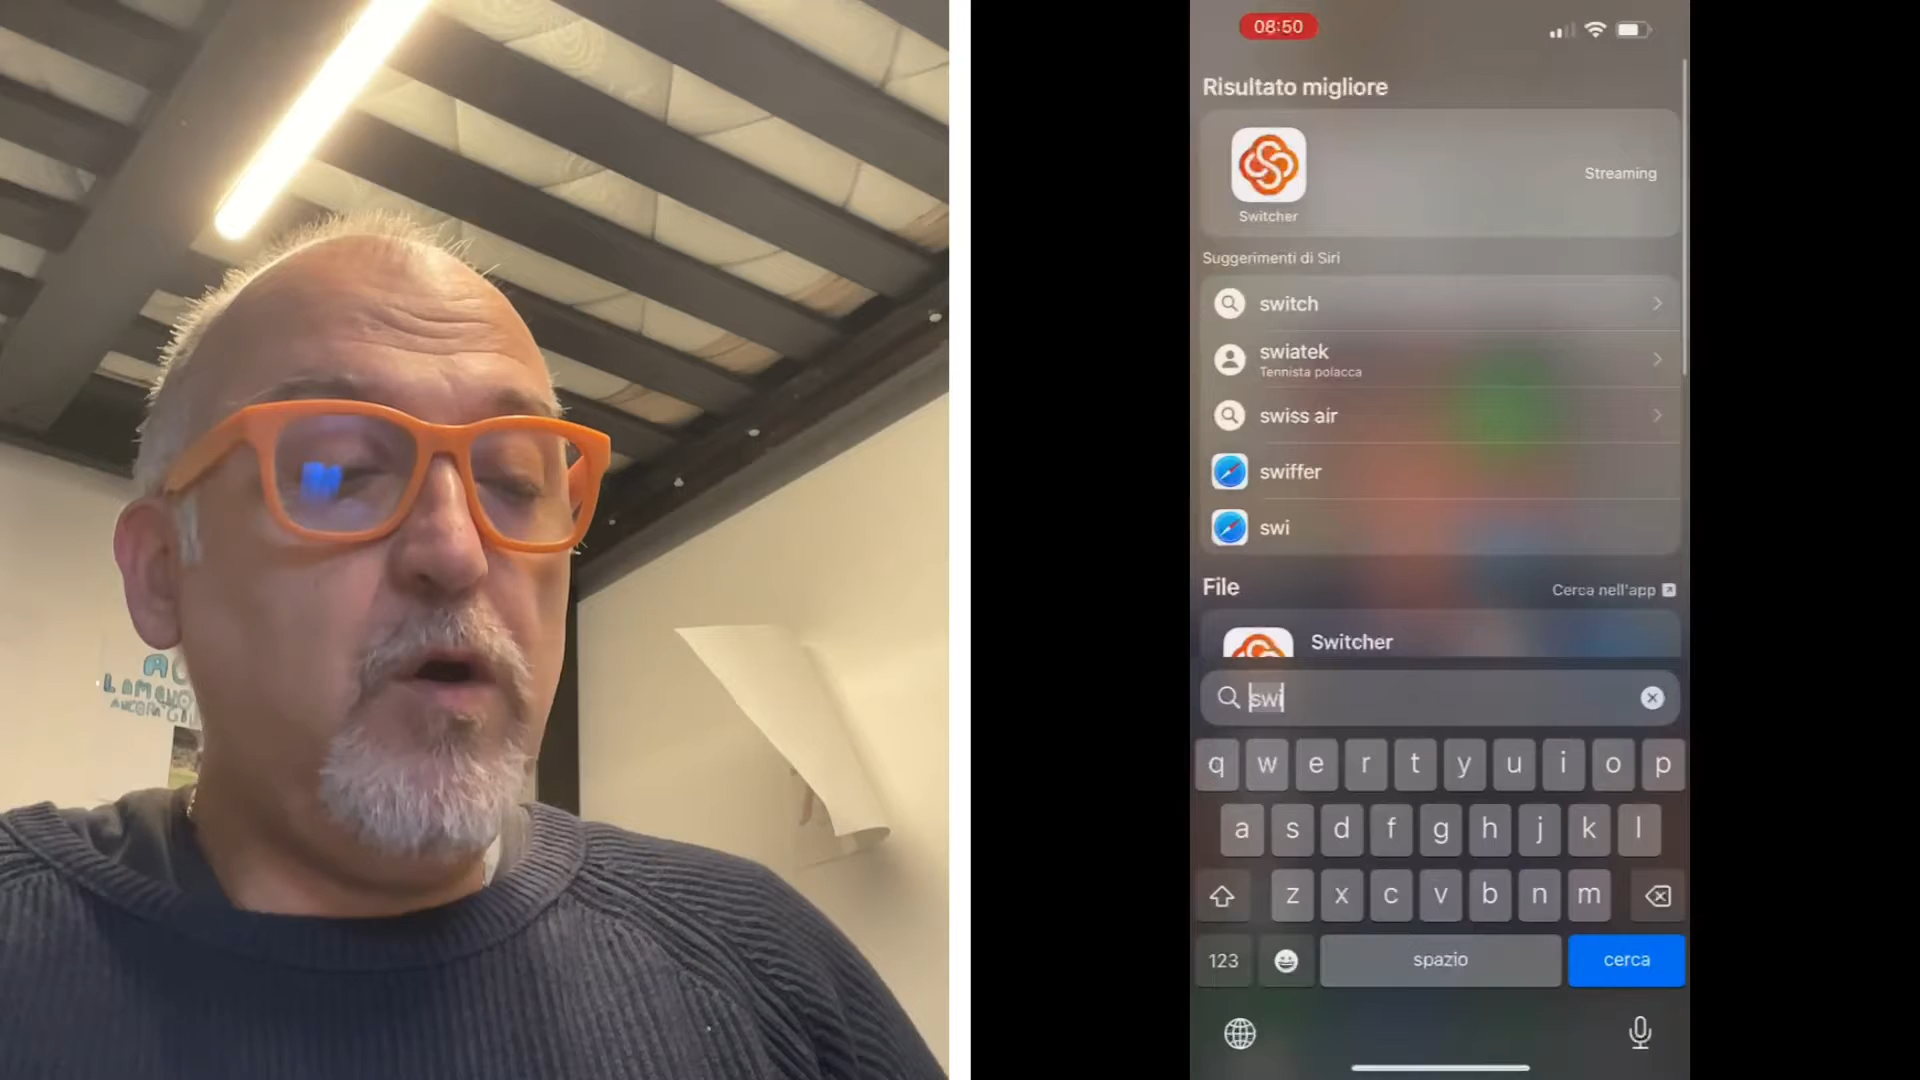 08:50
Risultato migliore
Switcher
Streaming
Suggerimenti di Siri
switch
swiatek
Tennista polacca
swiss air
swiffer
swi
File
Cerca nell'app
Switcher
swi
q w e r t y u i o p
a s d f g h j k l
z x c v b n m
123
spazio
cerca
ANCORA